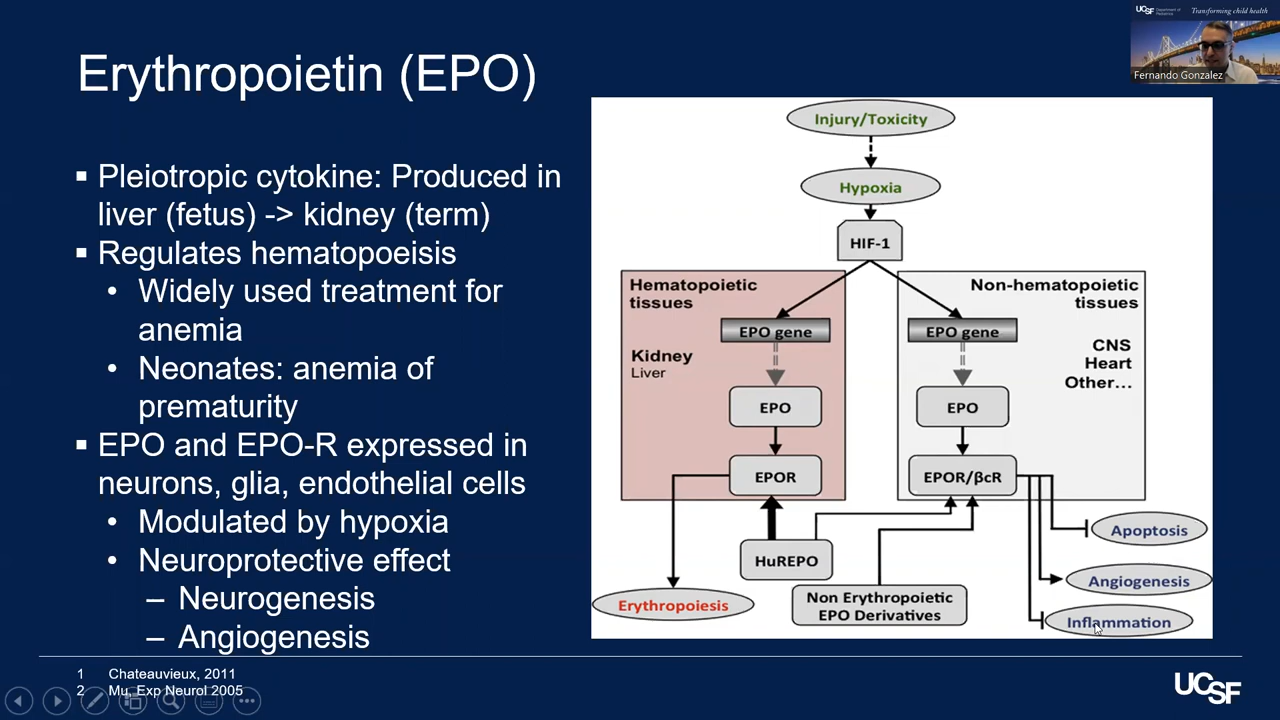 UCSF Department of Pediatrics Transforming child health
Fernando Gonzalez
Erythropoietin (EPO)
▪ Pleiotropic cytokine: Produced in
liver (fetus) -> kidney (term)
▪ Regulates hematopoeisis
• Widely used treatment for
anemia
• Neonates: anemia of
prematurity
▪ EPO and EPO-R expressed in
neurons, glia, endothelial cells
• Modulated by hypoxia
• Neuroprotective effect
– Neurogenesis
– Angiogenesis
Injury/Toxicity
Hypoxia
HIF-1
Hematopoietic
tissues
Non-hematopoietic
tissues
EPO gene
EPO gene
Kidney
Liver
CNS
Heart
Other...
EPO
EPO
EPOR
EPOR/βcR
HuREPO
Non Erythropoietic
EPO Derivatives
Erythropoiesis
Apoptosis
Angiogenesis
Inflammation
1 Chateauvieux, 2011
2 Mu, Exp Neurol 2005
UCSF